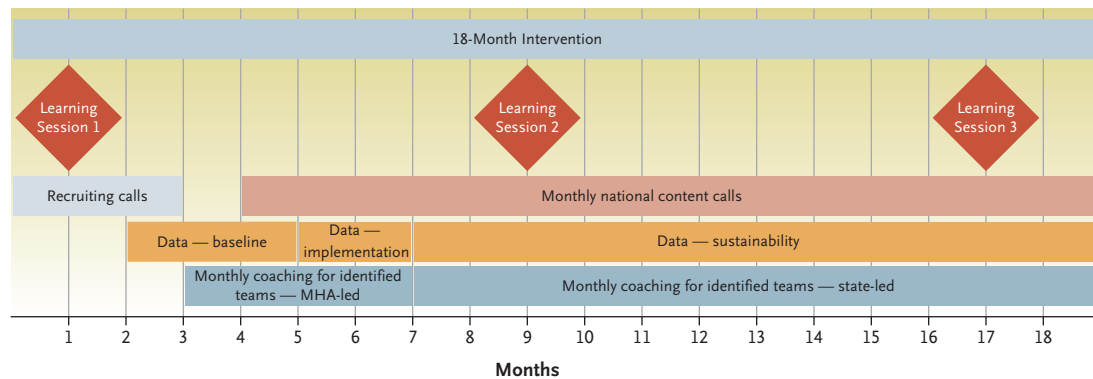 18-Month Intervention
Learning
Session 1
Learning
Session 2
Learning
Session 3
Recruiting calls
Monthly national content calls
Data — baseline
Data —
implementation
Data — sustainability
Monthly coaching for identified
teams — MHA-led
Monthly coaching for identified teams — state-led
1 2 3 4 5 6 7 8 9 10 11 12 13 14 15 16 17 18
Months